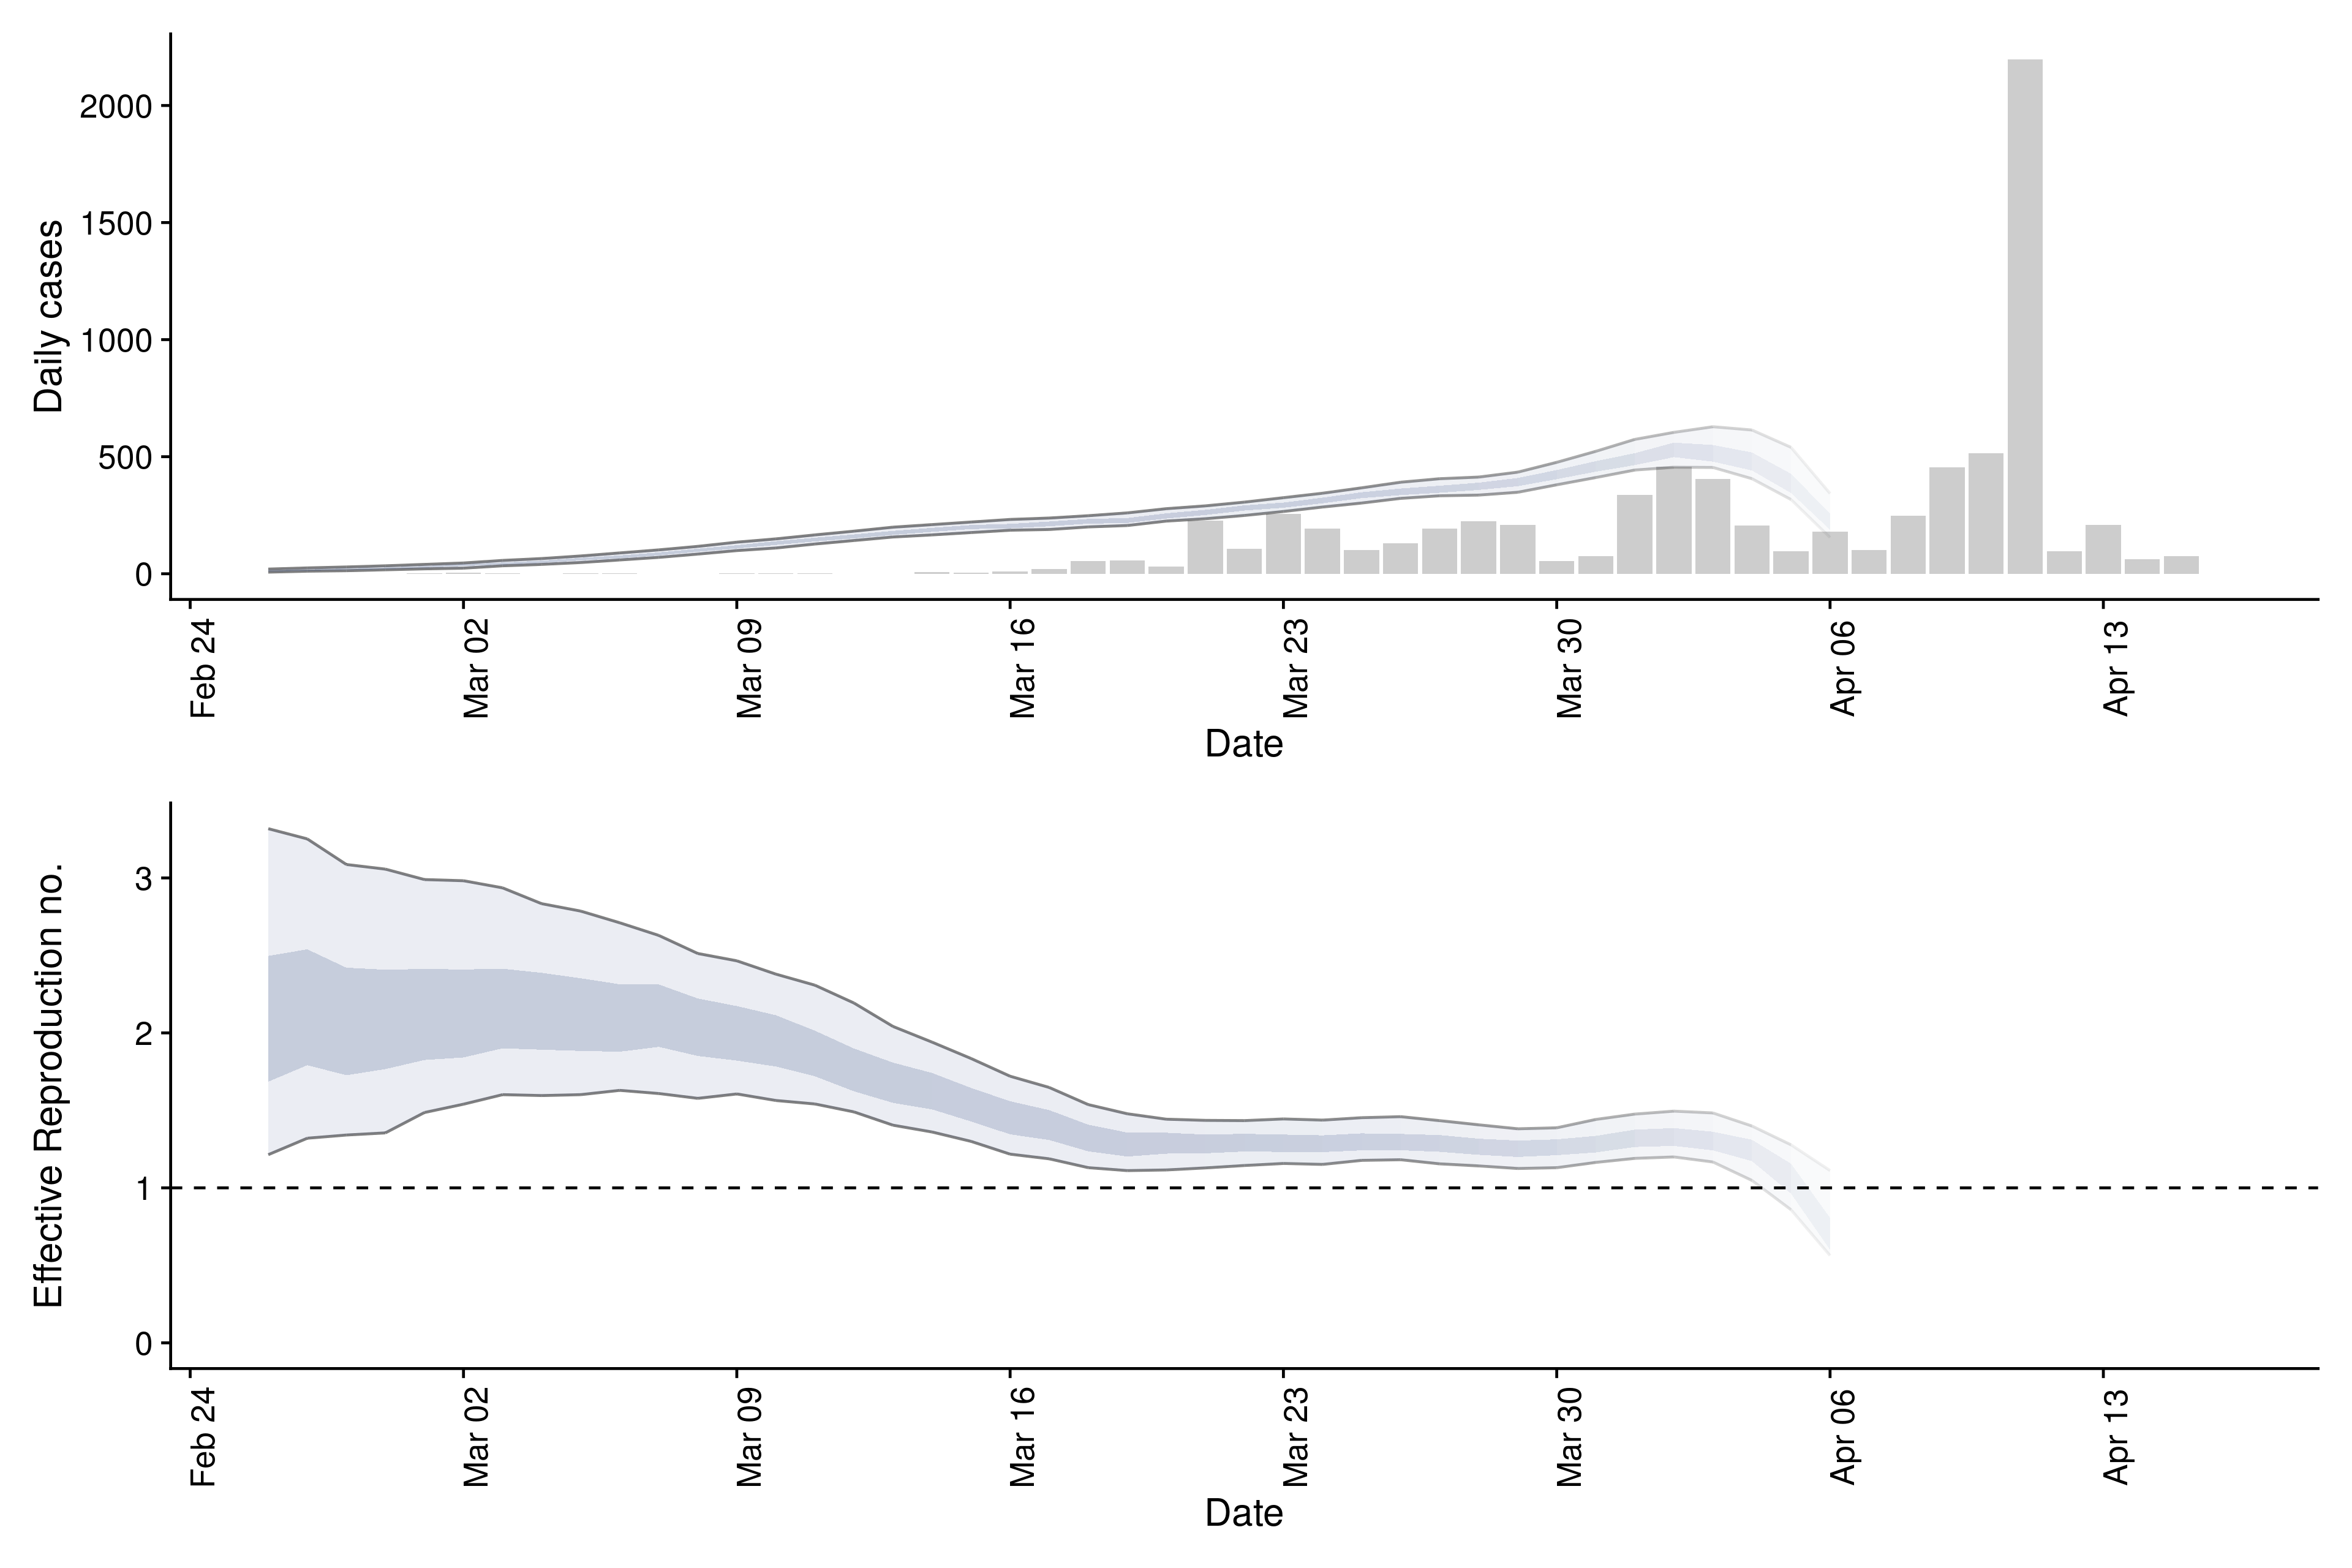 Daily cases
2000
1500
1000
500
0
Feb 24
Mar 02
Mar 09
Mar 16
Mar 23
Mar 30
Apr 06
Apr 13
Date
Effective Reproduction no.
3
2
1
0
Feb 24
Mar 02
Mar 09
Mar 16
Mar 23
Mar 30
Apr 06
Apr 13
Date